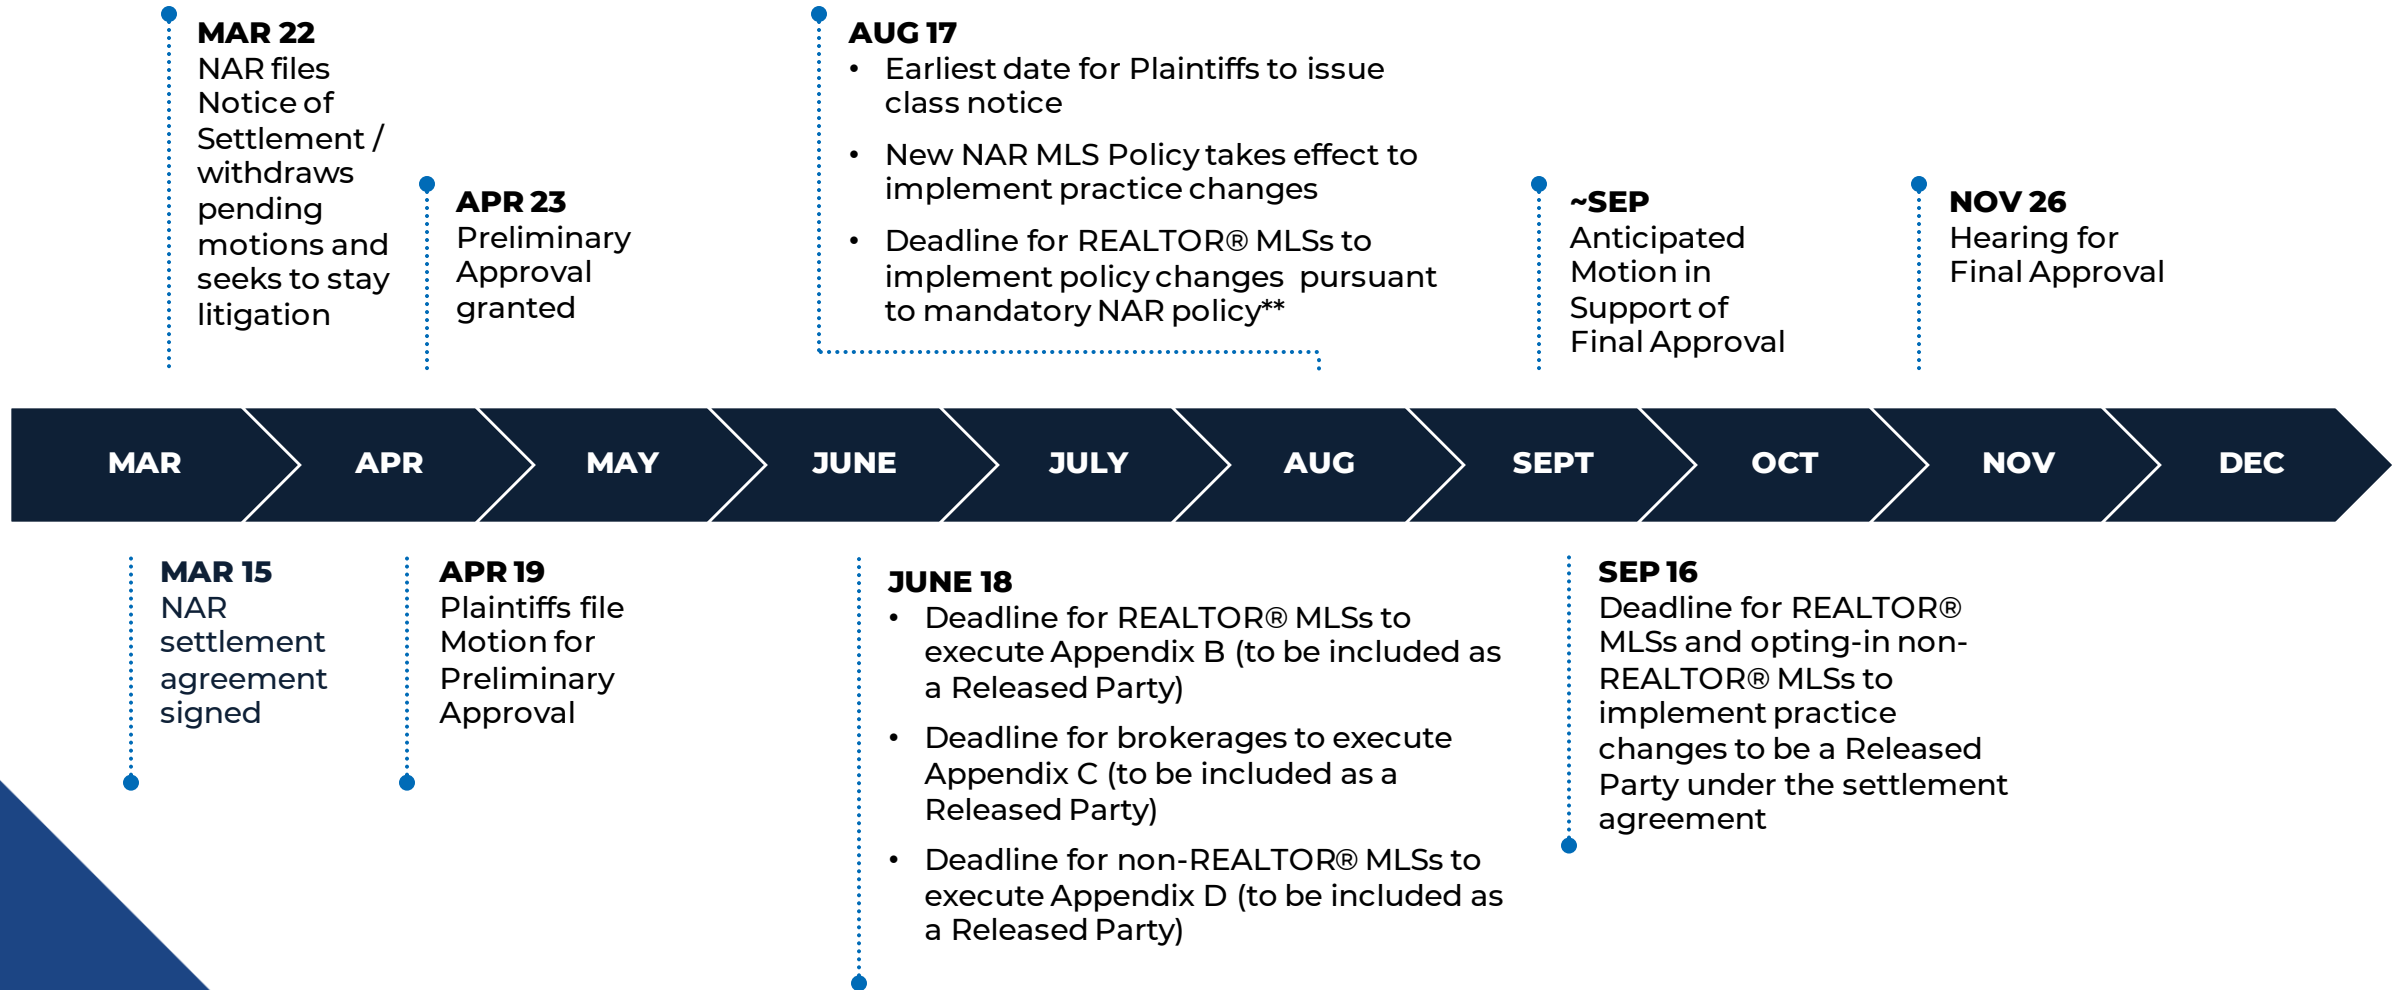 MAR 22
NAR files
Notice of
Settlement /
withdraws
pending
motions and
seeks to stay
litigation
APR 23
Preliminary
Approval
granted
AUG 17
• Earliest date for Plaintiffs to issue
class notice
• New NAR MLS Policy takes effect to
implement practice changes
• Deadline for REALTOR® MLSs to
implement policy changes pursuant
to mandatory NAR policy**
~SEP
Anticipated
Motion in
Support of
Final Approval
NOV 26
Hearing for
Final Approval
MAR APR MAY JUNE JULY AUG SEPT OCT NOV DEC
MAR 15
NAR
settlement
agreement
signed
APR 19
Plaintiffs file
Motion for
Preliminary
Approval
JUNE 18
• Deadline for REALTOR® MLSs to
execute Appendix B (to be included as
a Released Party)
• Deadline for brokerages to execute
Appendix C (to be included as a
Released Party)
• Deadline for non-REALTOR® MLSs to
execute Appendix D (to be included as
a Released Party)
SEP 16
Deadline for REALTOR®
MLSs and opting-in non-
REALTOR® MLSs to
implement practice
changes to be a Released
Party under the settlement
agreement